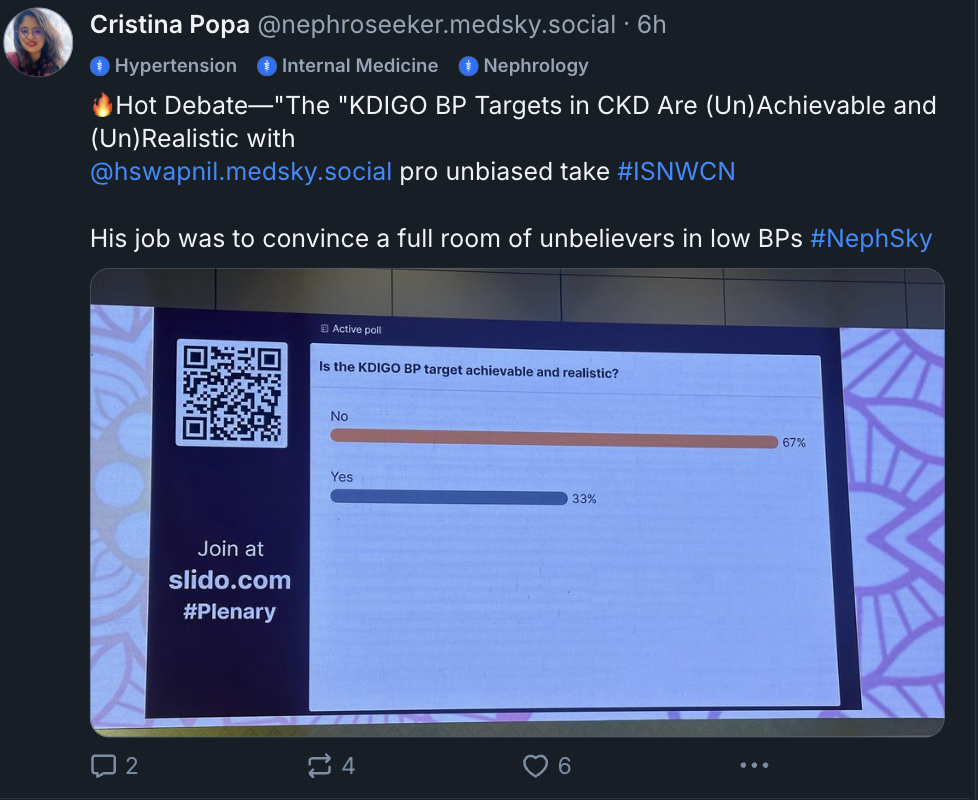 Cristina Popa @nephroseeker.medsky.social · 6h
Hypertension Internal Medicine Nephrology
🔥Hot Debate—"The "KDIGO BP Targets in CKD Are (Un)Achievable and
(Un)Realistic with
@hswapnil.medsky.social pro unbiased take #ISNWCN
His job was to convince a full room of unbelievers in low BPs #NephSky
Active poll
Is the KDIGO BP target achievable and realistic?
No
67%
Yes
33%
Join at
slido.com
#Plenary
2 4 6